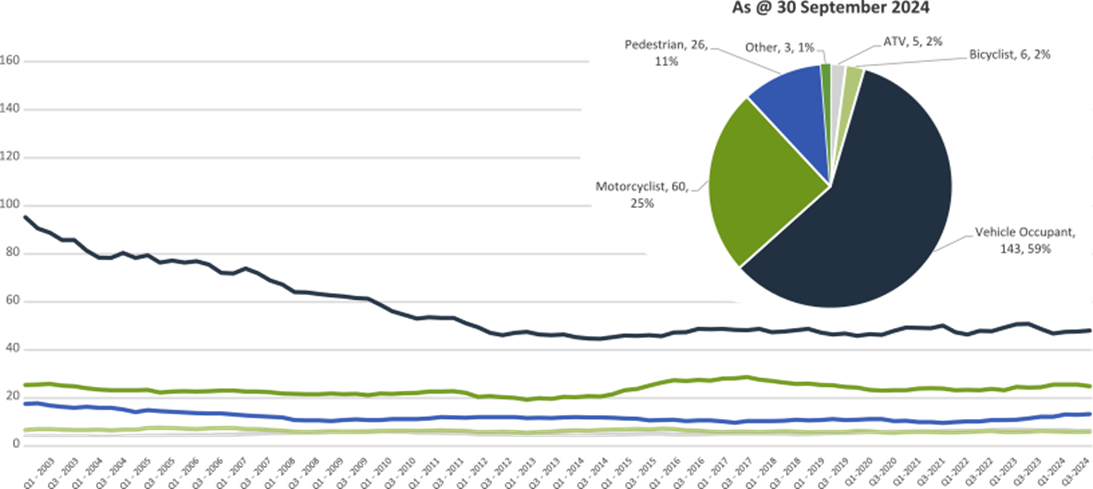 As @ 30 September 2024
Pedestrian, 26,
11%
Other, 3, 1%
ATV, 5, 2%
Bicyclist, 6, 2%
Motorcyclist, 60,
25%
Vehicle Occupant,
143, 59%
160
140
120
100
80
60
40
20
0
Q1 - 2003
Q3 - 2003
Q1 - 2004
Q3 - 2004
Q1 - 2005
Q3 - 2005
Q1 - 2006
Q3 - 2006
Q1 - 2007
Q3 - 2007
Q1 - 2008
Q3 - 2008
Q1 - 2009
Q3 - 2009
Q1 - 2010
Q3 - 2010
Q1 - 2011
Q3 - 2011
Q1 - 2012
Q3 - 2012
Q1 - 2013
Q3 - 2013
Q1 - 2014
Q3 - 2014
Q1 - 2015
Q3 - 2015
Q1 - 2016
Q3 - 2016
Q1 - 2017
Q3 - 2017
Q1 - 2018
Q3 - 2018
Q1 - 2019
Q3 - 2019
Q1-2020
Q3-2020
Q1-2021
Q3-2021
Q1-2022
Q3-2022
Q1-2023
Q3-2023
Q1-2024
Q3-2024